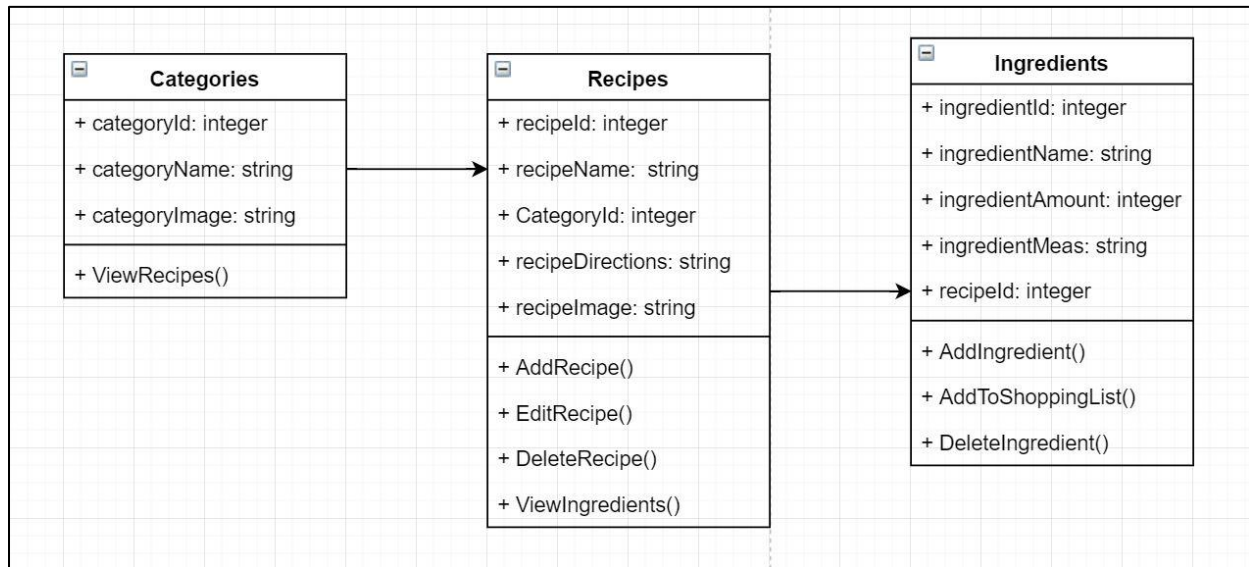 Categories
+ categoryId: integer
+ categoryName: string
+ categoryImage: string
+ ViewRecipes()
Recipes
+ recipeId: integer
+ recipeName:  string
+ CategoryId: integer
+ recipeDirections: string
+ recipeImage: string
+ AddRecipe()
+ EditRecipe()
+ DeleteRecipe()
+ ViewIngredients()
Ingredients
+ ingredientId: integer
+ ingredientName: string
+ ingredientAmount: integer
+ ingredientMeas: string
+ recipeId: integer
+ AddIngredient()
+ AddToShoppingList()
+ DeleteIngredient()